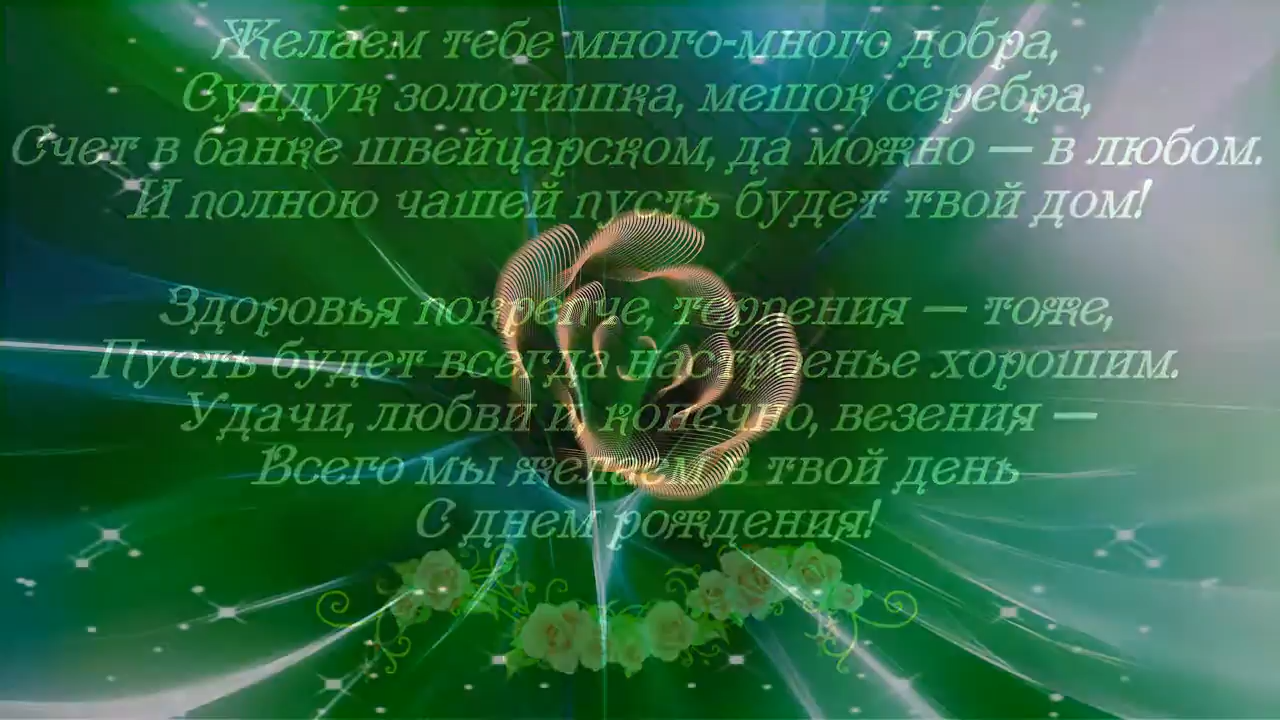 Желаем тебе много-много добра,
Сундук золотишка, мешок серебра,
Счет в банке швейцарском, да можно — в любом.
И полною чашей пусть будет твой дом!
Здоровья покрепче, терпения — тоже,
Пусть будет всегда настроенье хорошим.
Удачи, любви и, конечно, везения —
Всего мы желаем в твой день
С днем рождения!